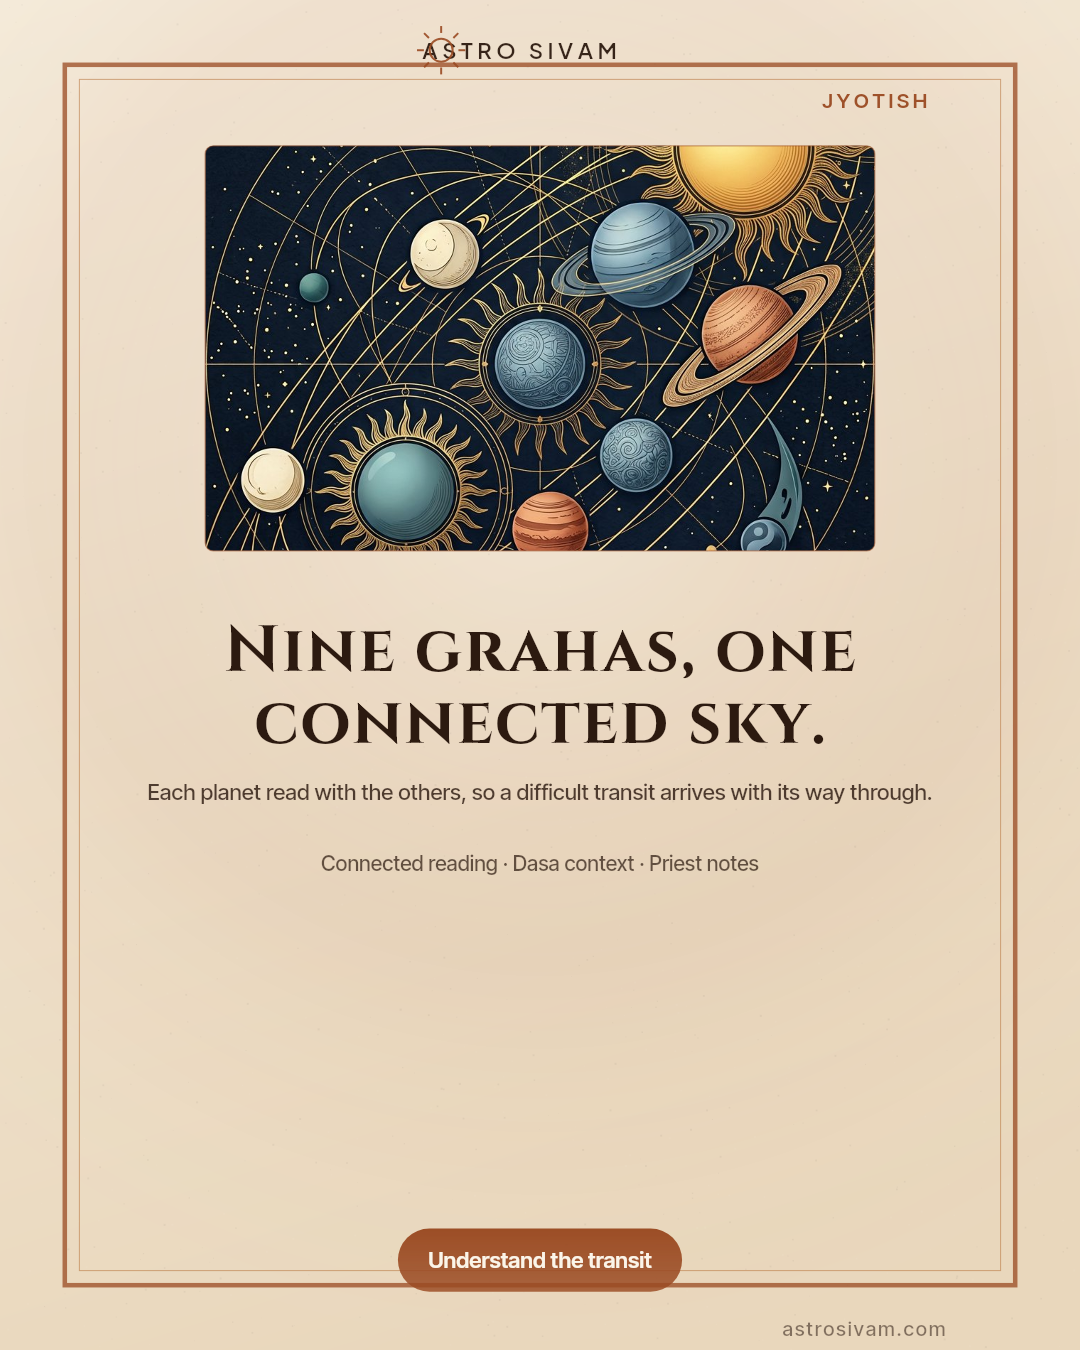 ASTRO SIVAM
JYOTISH
NINE GRAHAS, ONE
CONNECTED SKY.
Each planet read with the others, so a difficult transit arrives with its way through.
Connected reading · Dasa context · Priest notes
Understand the transit
astrosivam.com